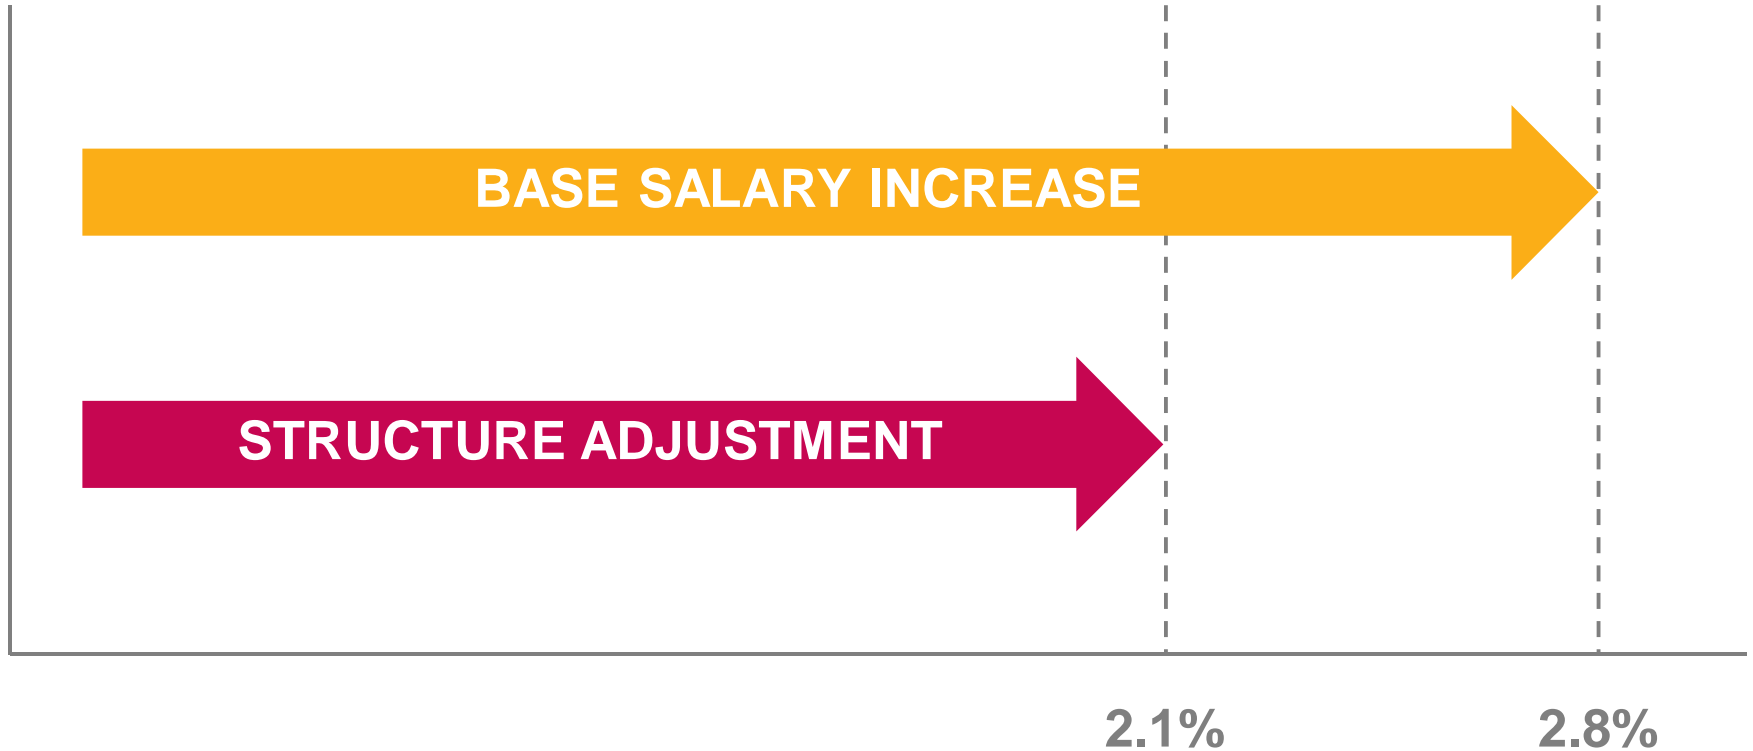 BASE SALARY INCREASE
STRUCTURE ADJUSTMENT
2.1%
2.8%